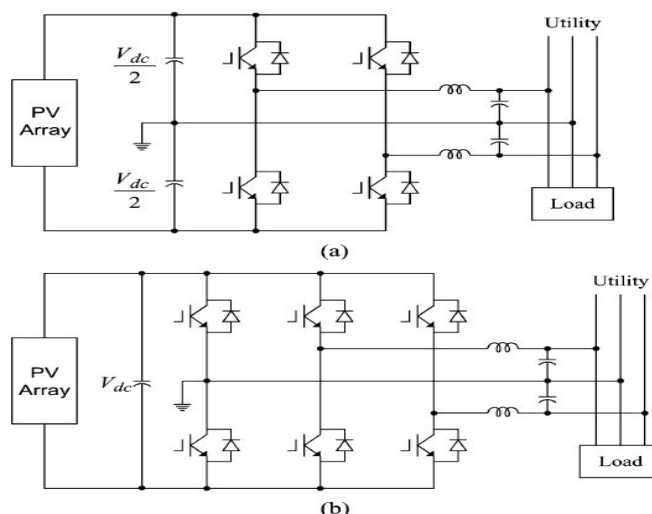 Utility
V_dc
2
PV
Array
V_dc
2
Load
(a)
Utility
PV
Array
V_dc
Load
(b)